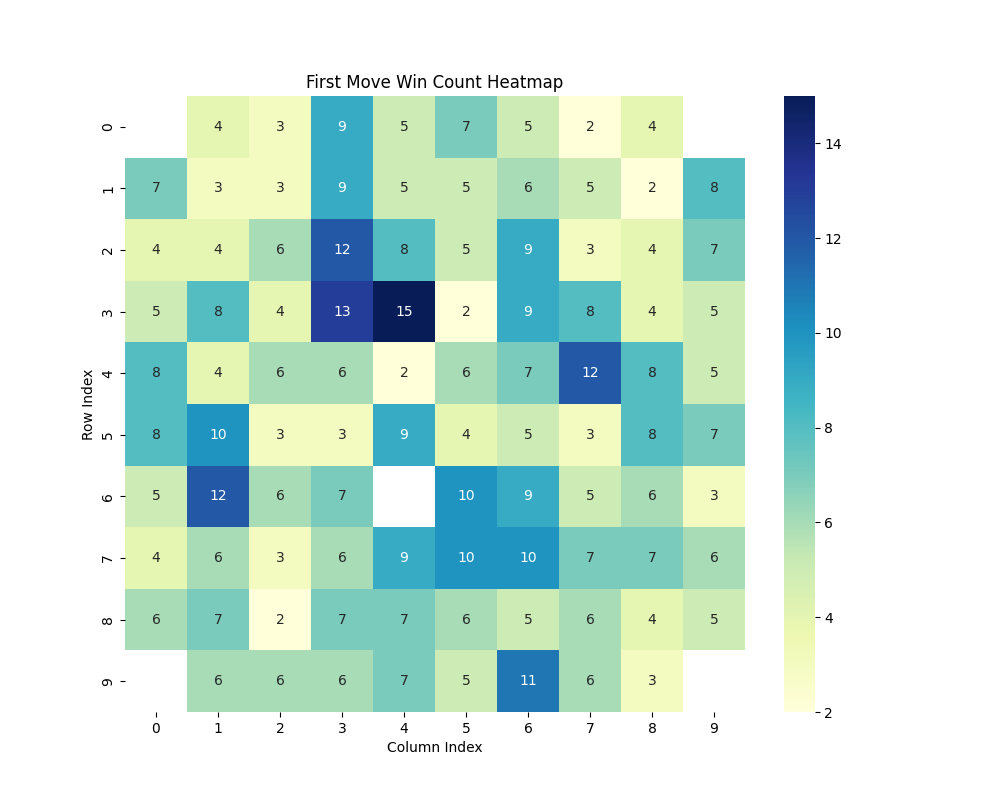 First Move Win Count Heatmap
0 4 3 9 5 7 5 2 4
1 7 3 3 9 5 5 6 5 2 8
2 4 4 6 12 8 5 9 3 4 7
3 5 8 4 13 15 2 9 8 4 5
4 8 4 6 6 2 6 7 12 8 5
5 8 10 3 3 9 4 5 3 8 7
6 5 12 6 7 10 9 5 6 3
7 4 6 3 6 9 10 10 7 7 6
8 6 7 2 7 7 6 5 6 4 5
9 6 6 6 7 5 11 6 3
0 1 2 3 4 5 6 7 8 9
Column Index
Row Index
14
12
10
8
6
4
2